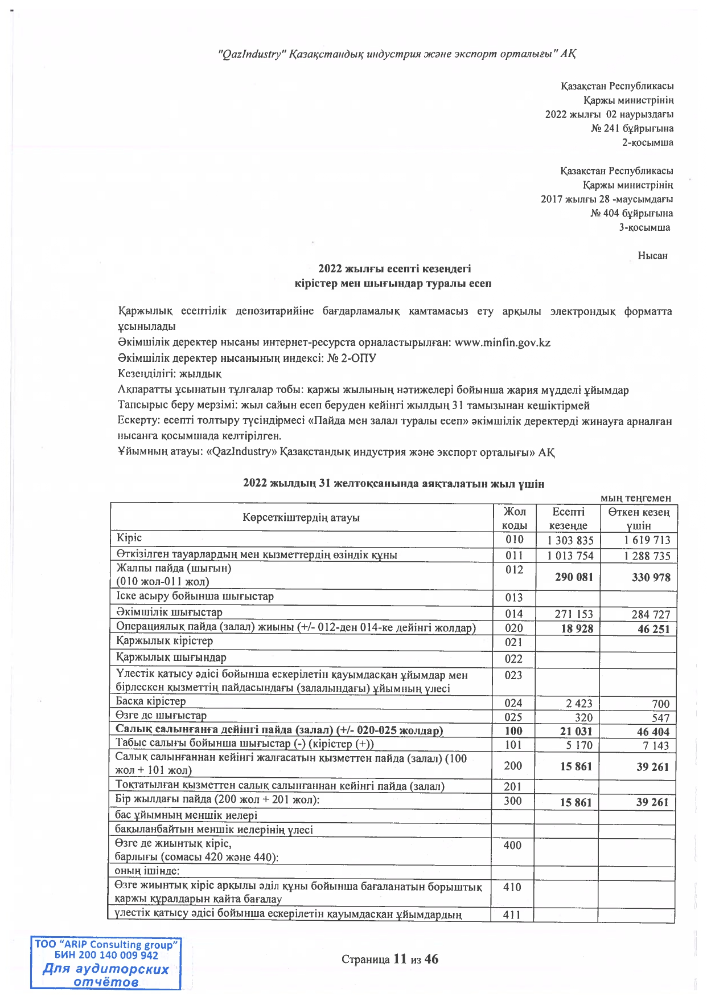 "QazIndustry" Қазақстандық индустрия және экспорт орталығы" АҚ
Қазақстан Республикасы
Қаржы министрінің
2022 жылғы 02 наурыздағы
№ 241 бұйрығына
2-қосымша
Қазақстан Республикасы
Қаржы министрінің
2017 жылғы 28 -маусымдағы
№ 404 бұйрығына
3-қосымша
Нысан
2022 жылғы есепті кезеңдегі
кірістер мен шығындар туралы есеп
Қаржылық есептілік депозитарийіне бағдарламалық қамтамасыз ету арқылы электрондық форматта
ұсынылады
Әкімшілік деректер нысаны интернет-ресурста орналастырылған: www.minfin.gov.kz
Әкімшілік деректер нысанының индексі: № 2-ОПУ
Кезеңділігі: жылдық
Ақпаратты ұсынатын тұлғалар тобы: қаржы жылының нәтижелері бойынша жария мүдделі ұйымдар
Тапсырыс беру мерзімі: жыл сайын есеп беруден кейінгі жылдың 31 тамызынан кешіктірмей
Ескерту: есепті толтыру түсіндірмесі «Пайда мен залал туралы есеп» әкімшілік деректерді жинауға арналған
нысанға қосымшада келтірілген.
Ұйымның атауы: «QazIndustry» Қазақстандық индустрия және экспорт орталығы» АҚ
2022 жылдың 31 желтоқсанында аяқталатын жыл үшін
мың теңгемен
Көрсеткіштердің атауы Жол коды Есепті кезеңде Өткен кезең үшін
Кіріс 010 1 303 835 1 619 713
Өткізілген тауарлардың мен қызметтердің өзіндік құны 011 1 013 754 1 288 735
Жалпы пайда (шығын)
(010 жол-011 жол) 012 290 081 330 978
Іске асыру бойынша шығыстар 013
Әкімшілік шығыстар 014 271 153 284 727
Операциялық пайда (залал) жиыны (+/- 012-ден 014-ке дейінгі жолдар) 020 18 928 46 251
Қаржылық кірістер 021
Қаржылық шығындар 022
Үлестік қатысу әдісі бойынша ескерілетін қауымдасқан ұйымдар мен
бірлескен қызметтің пайдасындағы (залалындағы) ұйымның үлесі 023
Басқа кірістер 024 2 423 700
Өзге де шығыстар 025 320 547
Салық салынғанға дейінгі пайда (залал) (+/- 020-025 жолдар) 100 21 031 46 404
Табыс салығы бойынша шығыстар (-) (кірістер (+)) 101 5 170 7 143
Салық салынғаннан кейінгі жалғасатын қызметтен пайда (залал) (100
жол + 101 жол) 200 15 861 39 261
Тоқтатылған қызметтен салық салынғаннан кейінгі пайда (залал) 201
Бір жылдағы пайда (200 жол + 201 жол): 300 15 861 39 261
бас ұйымның меншік иелері
бақыланбайтын меншік иелерінің үлесі
Өзге де жиынтық кіріс,
барлығы (сомасы 420 және 440): 400
оның ішінде:
Өзге жиынтық кіріс арқылы әділ құны бойынша бағаланатын борыштық
қаржы құралдарын қайта бағалау 410
үлестік қатысу әдісі бойынша ескерілетін қауымдасқан ұйымдардың 411
ТОО "ARIP Consulting group"
БИН 200 140 009 942
Для аудиторских
отчётов
Страница 11 из 46